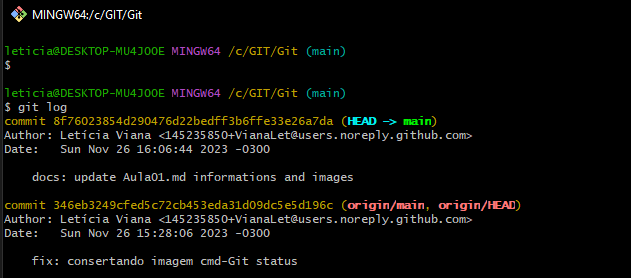 MINGW64:/c/GIT/Git
leticia@DESKTOP-MU4JOOE MINGW64 /c/GIT/Git (main)
$
leticia@DESKTOP-MU4JOOE MINGW64 /c/GIT/Git (main)
$ git log
commit 8f76023854d290476d22bedff3b6ffe33e26a7da (HEAD -> main)
Author: Letícia Viana <145235850+VianaLet@users.noreply.github.com>
Date:   Sun Nov 26 16:06:44 2023 -0300
docs: update Aula01.md informations and images
commit 346eb3249cfed5c72cb453eda31d09dc5e5d196c (origin/main, origin/HEAD)
Author: Letícia Viana <145235850+VianaLet@users.noreply.github.com>
Date:   Sun Nov 26 15:28:06 2023 -0300
fix: consertando imagem cmd-Git status